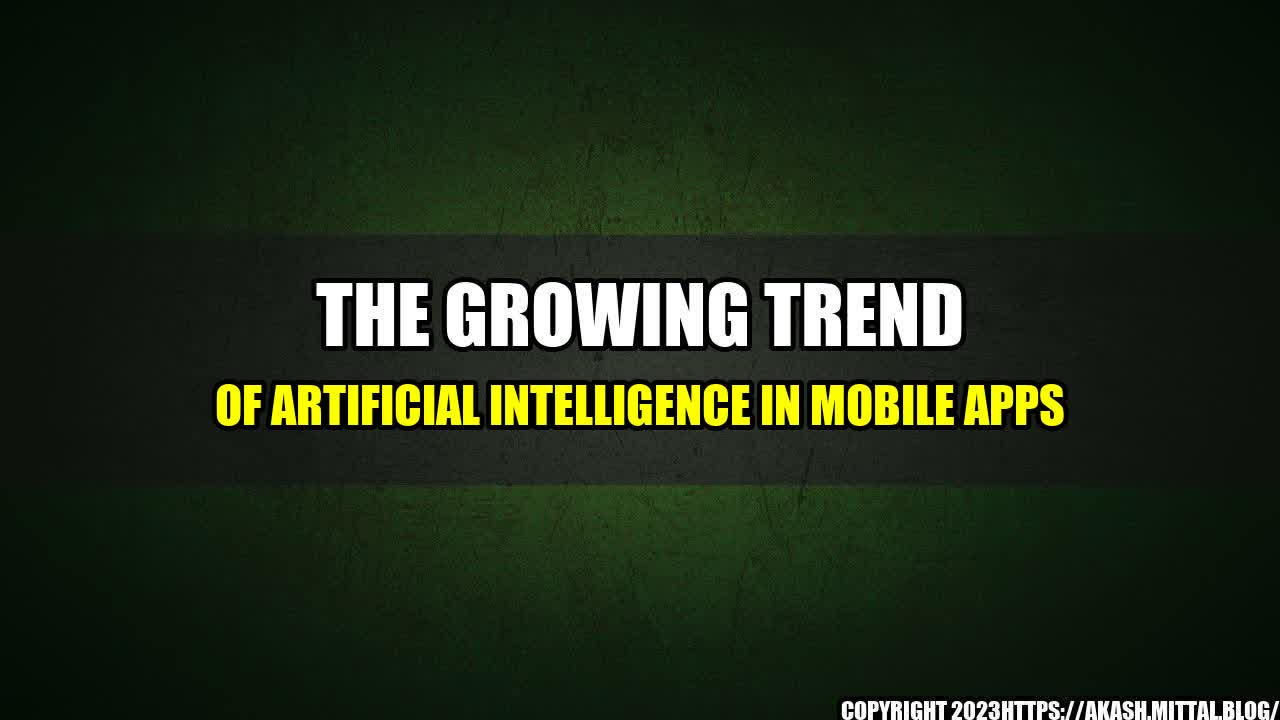 THE GROWING TREND
OF ARTIFICIAL INTELLIGENCE IN MOBILE APPS
COPYRIGHT 2023HTTPS://AKASH.MITTAL.BLOG/